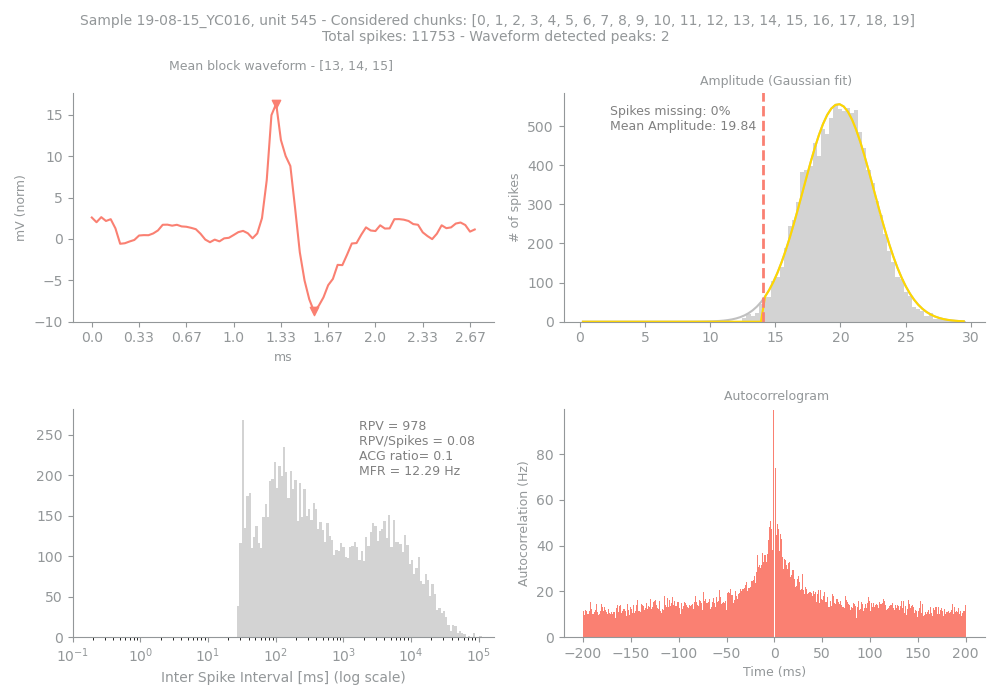 Sample 19-08-15_YC016, unit 545 - Considered chunks: [0, 1, 2, 3, 4, 5, 6, 7, 8, 9, 10, 11, 12, 13, 14, 15, 16, 17, 18, 19]
Total spikes: 11753 - Waveform detected peaks: 2
Mean block waveform - [13, 14, 15]
mV (norm)
15
10
5
0
−5
−10
0.0 0.33 0.67 1.0 1.33 1.67 2.0 2.33 2.67
ms
Amplitude (Gaussian fit)
Spikes missing: 0%
Mean Amplitude: 19.84
# of spikes
500
400
300
200
100
0
0 5 10 15 20 25 30
RPV = 978
RPV/Spikes = 0.08
ACG ratio= 0.1
MFR = 12.29 Hz
250
200
150
100
50
0
10⁻¹ 10⁰ 10¹ 10² 10³ 10⁴ 10⁵
Inter Spike Interval [ms] (log scale)
Autocorrelogram
Autocorrelation (Hz)
80
60
40
20
0
−200 −150 −100 −50 0 50 100 150 200
Time (ms)